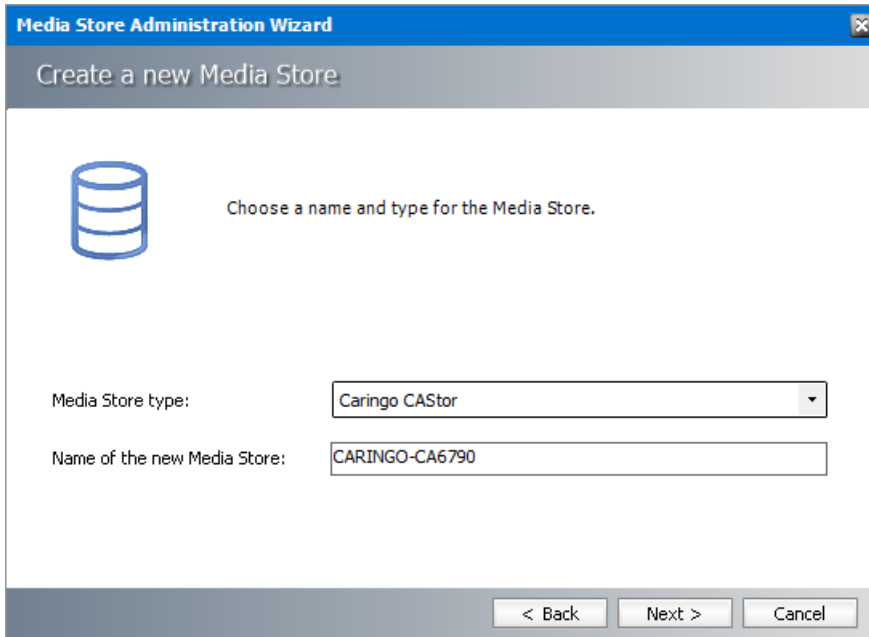 Media Store Administration Wizard
Create a new Media Store
Choose a name and type for the Media Store.
Media Store type: Caringo CAStor
Name of the new Media Store: CARINGO-CA6790
< Back Next > Cancel